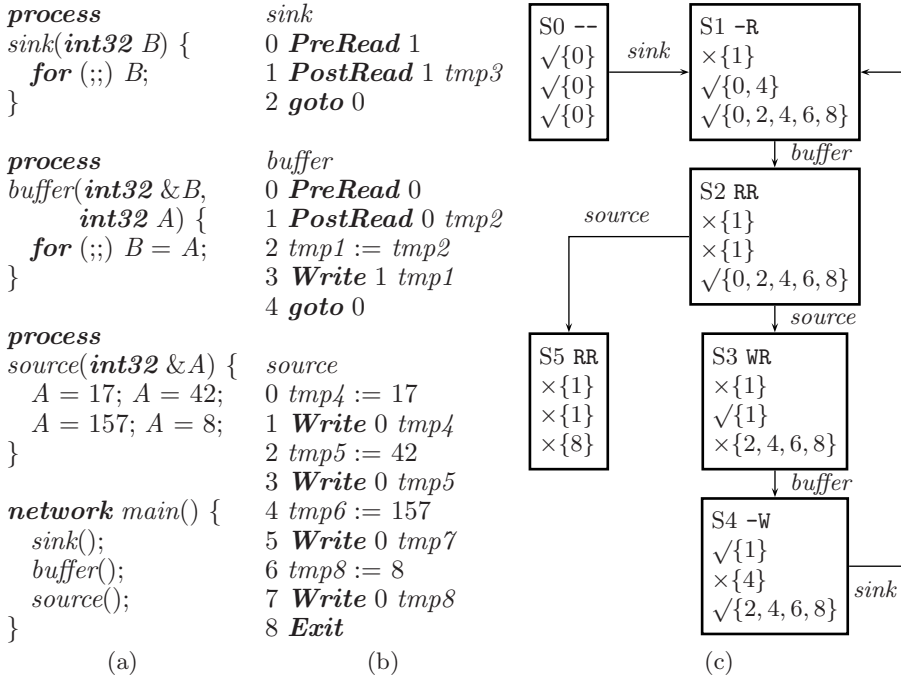 process
sink(int32 B) {
for (;;) B;
}
process
buffer(int32 &B,
int32 A) {
for (;;) B = A;
}
process
source(int32 &A) {
A = 17; A = 42;
A = 157; A = 8;
}
network main() {
sink();
buffer();
source();
}
(a)
sink
0 PreRead 1
1 PostRead 1 tmp3
2 goto 0
buffer
0 PreRead 0
1 PostRead 0 tmp2
2 tmp1 := tmp2
3 Write 1 tmp1
4 goto 0
source
0 tmp4 := 17
1 Write 0 tmp4
2 tmp5 := 42
3 Write 0 tmp5
4 tmp6 := 157
5 Write 0 tmp7
6 tmp8 := 8
7 Write 0 tmp8
8 Exit
(b)
S0 --
√{0}
√{0}
√{0}
sink
S1 -R
×{1}
√{0, 4}
√{0, 2, 4, 6, 8}
buffer
S2 RR
×{1}
×{1}
√{0, 2, 4, 6, 8}
source
source
S5 RR
×{1}
×{1}
×{8}
S3 WR
×{1}
√{1}
×{2, 4, 6, 8}
buffer
S4 -W
√{1}
×{4}
√{2, 4, 6, 8}
sink
(c)